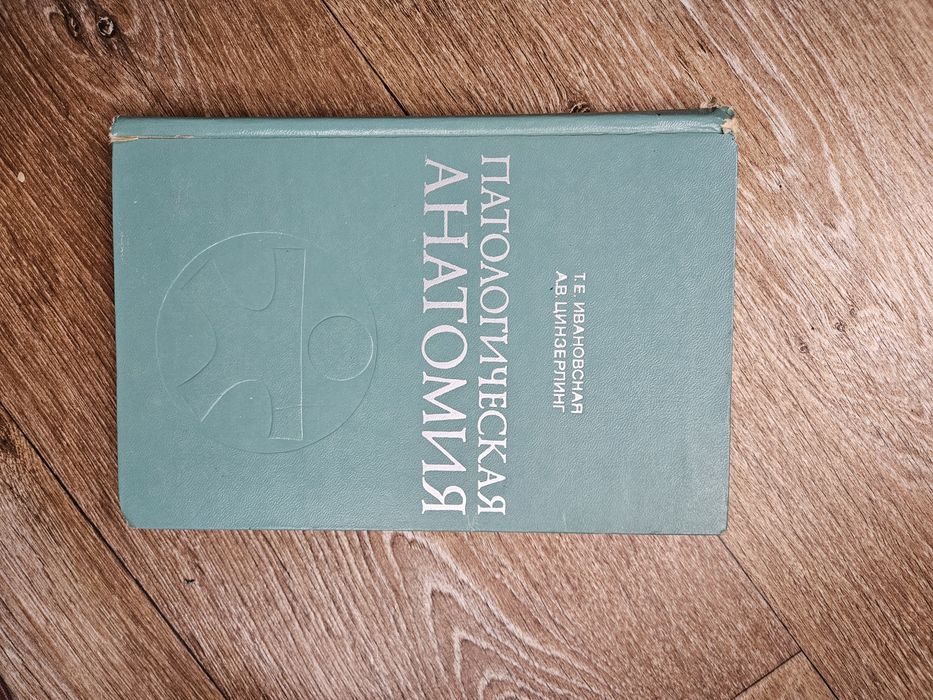 Т. Е. ИВАНОВСКАЯ
А.В. ЦИНЗЕРЛИНГ
ПАТОЛОГИЧЕСКАЯ
АНАТОМИЯ